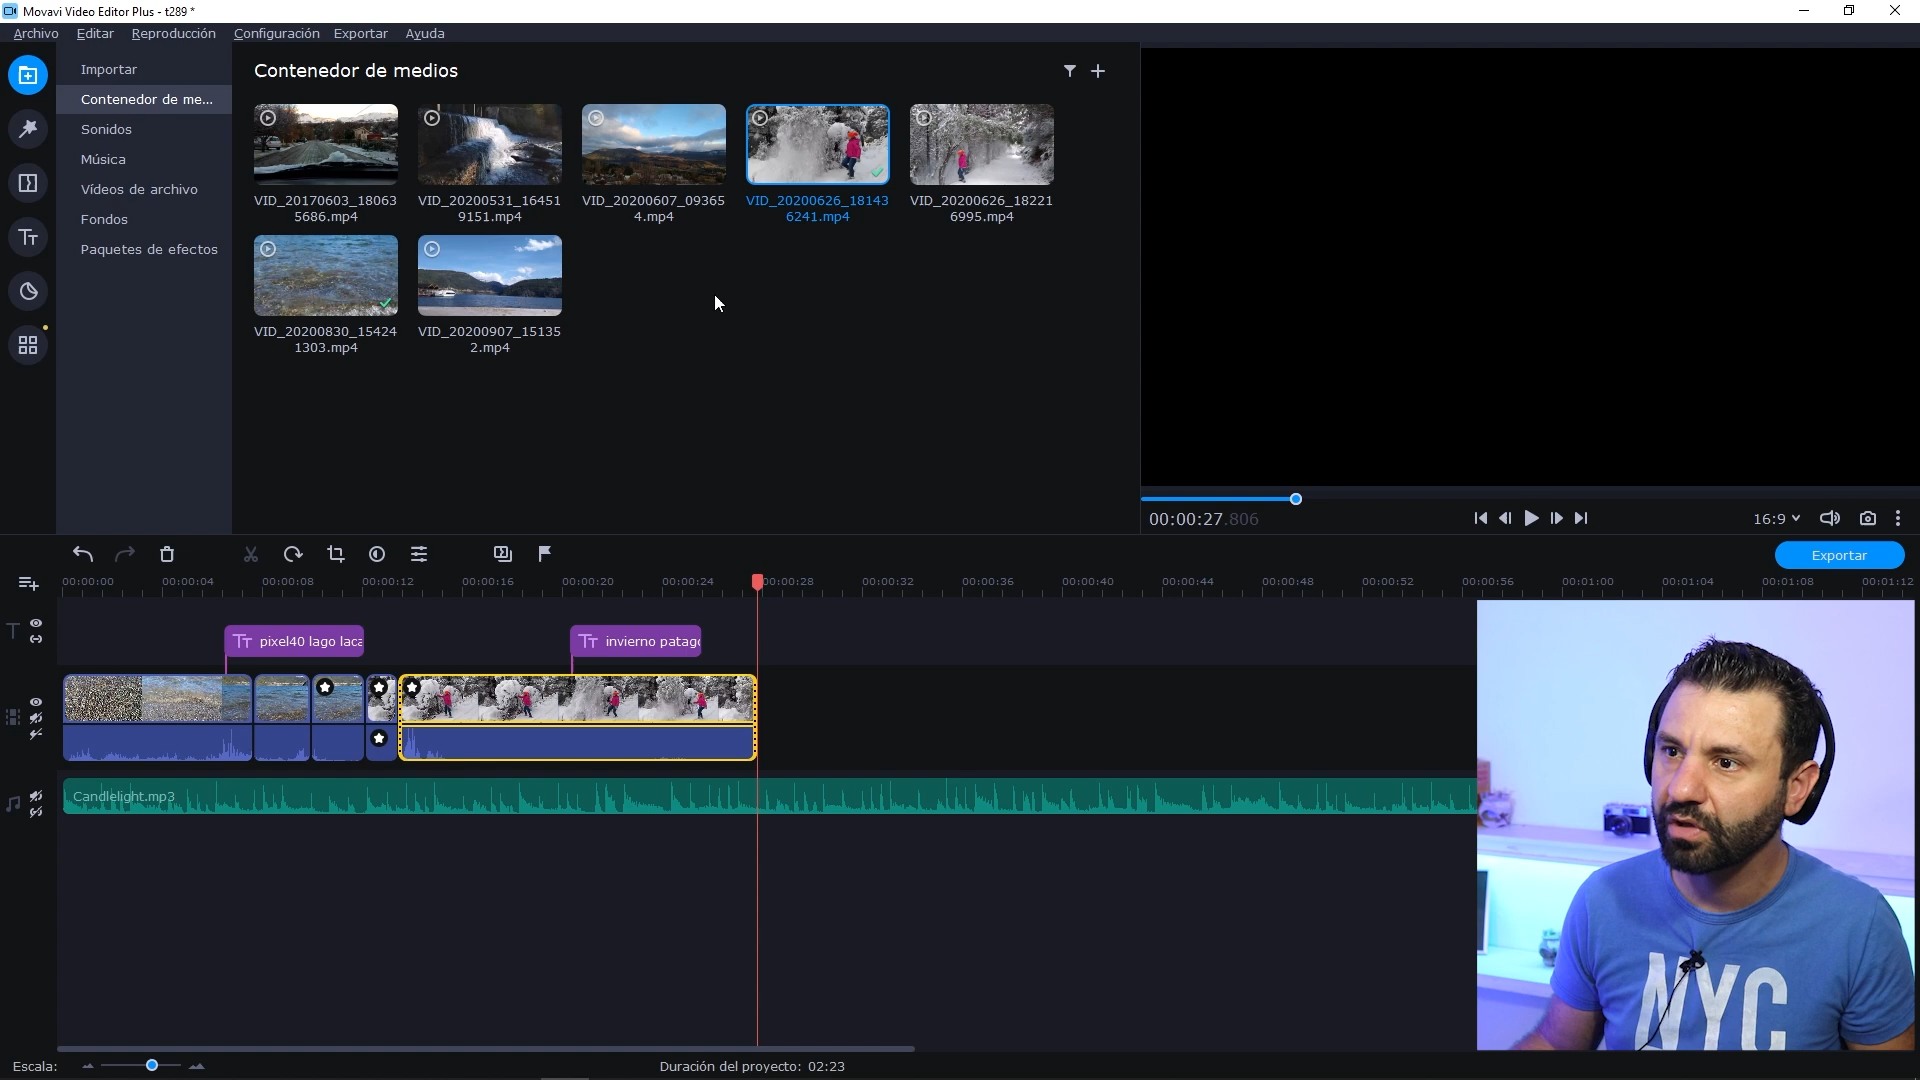 Movavi Video Editor Plus - t289 *
Archivo Editar Reproducción Configuración Exportar Ayuda
Importar
Contenedor de me...
Sonidos
Música
Vídeos de archivo
Fondos
Paquetes de efectos
Contenedor de medios
VID_20170603_18063
5686.mp4
VID_20200531_16451
9151.mp4
VID_20200607_09365
4.mp4
VID_20200626_18143
6241.mp4
VID_20200626_18221
6995.mp4
VID_20200830_15424
1303.mp4
VID_20200907_15135
2.mp4
00:00:27.806
16:9
Exportar
00:00:00 00:00:04 00:00:08 00:00:12 00:00:16 00:00:20 00:00:24 00:00:28 00:00:32 00:00:36 00:00:40 00:00:44 00:00:48 00:00:52 00:00:56 00:01:00 00:01:04 00:01:08 00:01:12
pixel40 lago laca
invierno patago
Candlelight.mp3
NYC
Escala:
Duración del proyecto: 02:23